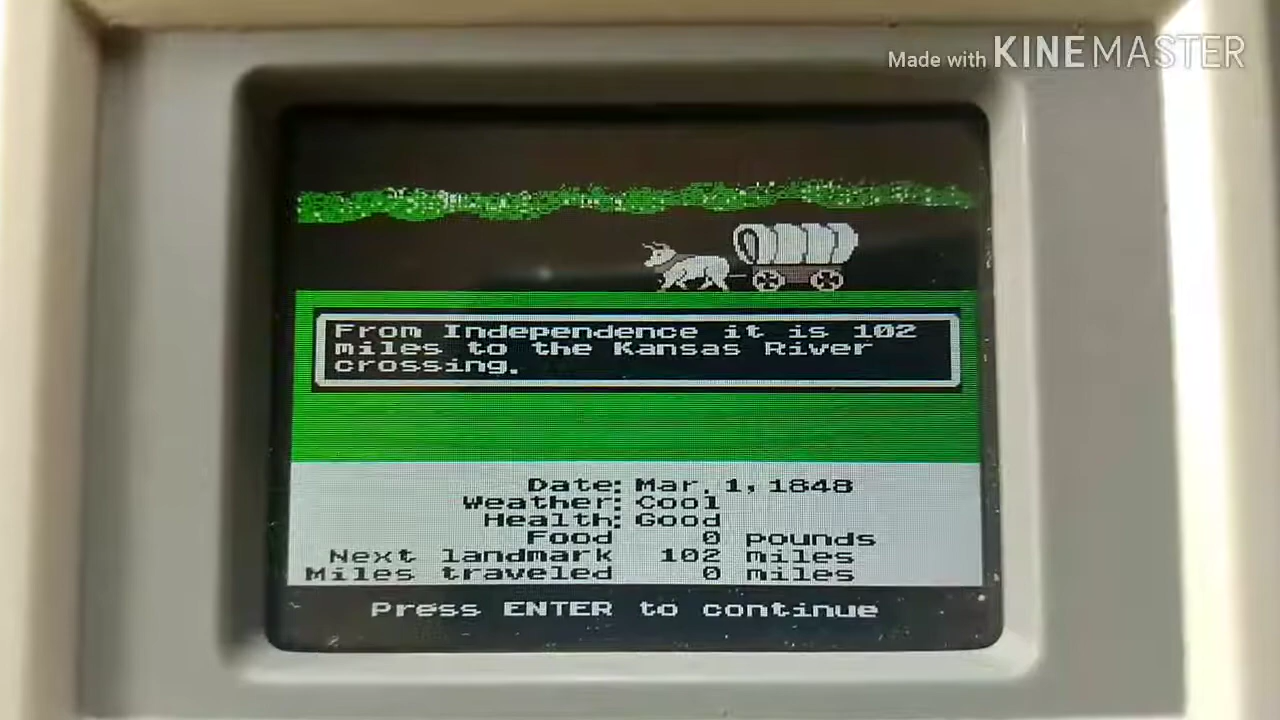 Made with KINEMASTER
From Independence it is 102
miles to the Kansas River
crossing.
Date: Mar. 1, 1848
Weather: Cool
Health: Good
Food 0 pounds
Next landmark 102 miles
Miles traveled 0 miles
Press ENTER to continue